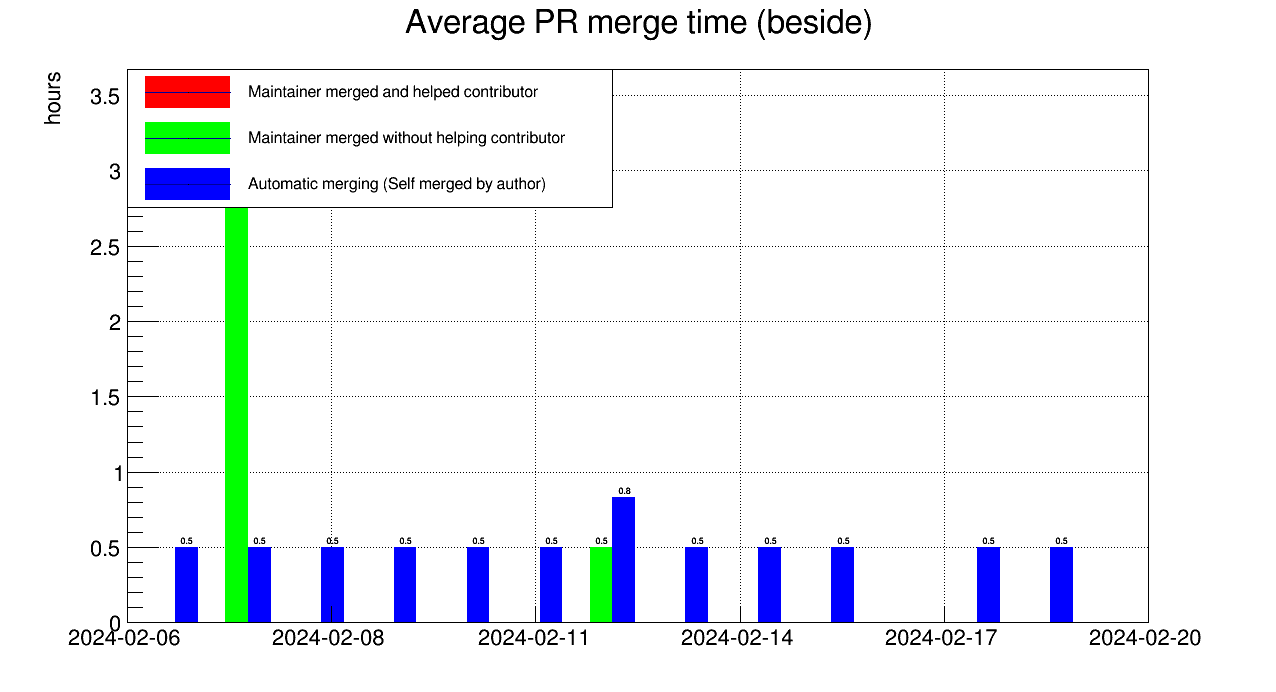 Average PR merge time (beside)
hours
Maintainer merged and helped contributor
Maintainer merged without helping contributor
Automatic merging (Self merged by author)
3.5
3
2.5
2
1.5
1
0.5
0
0.8
0.5 0.5 0.5 0.5 0.5 0.5 0.5 0.5 0.5 0.5 0.5 0.5
2024-02-06 2024-02-08 2024-02-11 2024-02-14 2024-02-17 2024-02-20